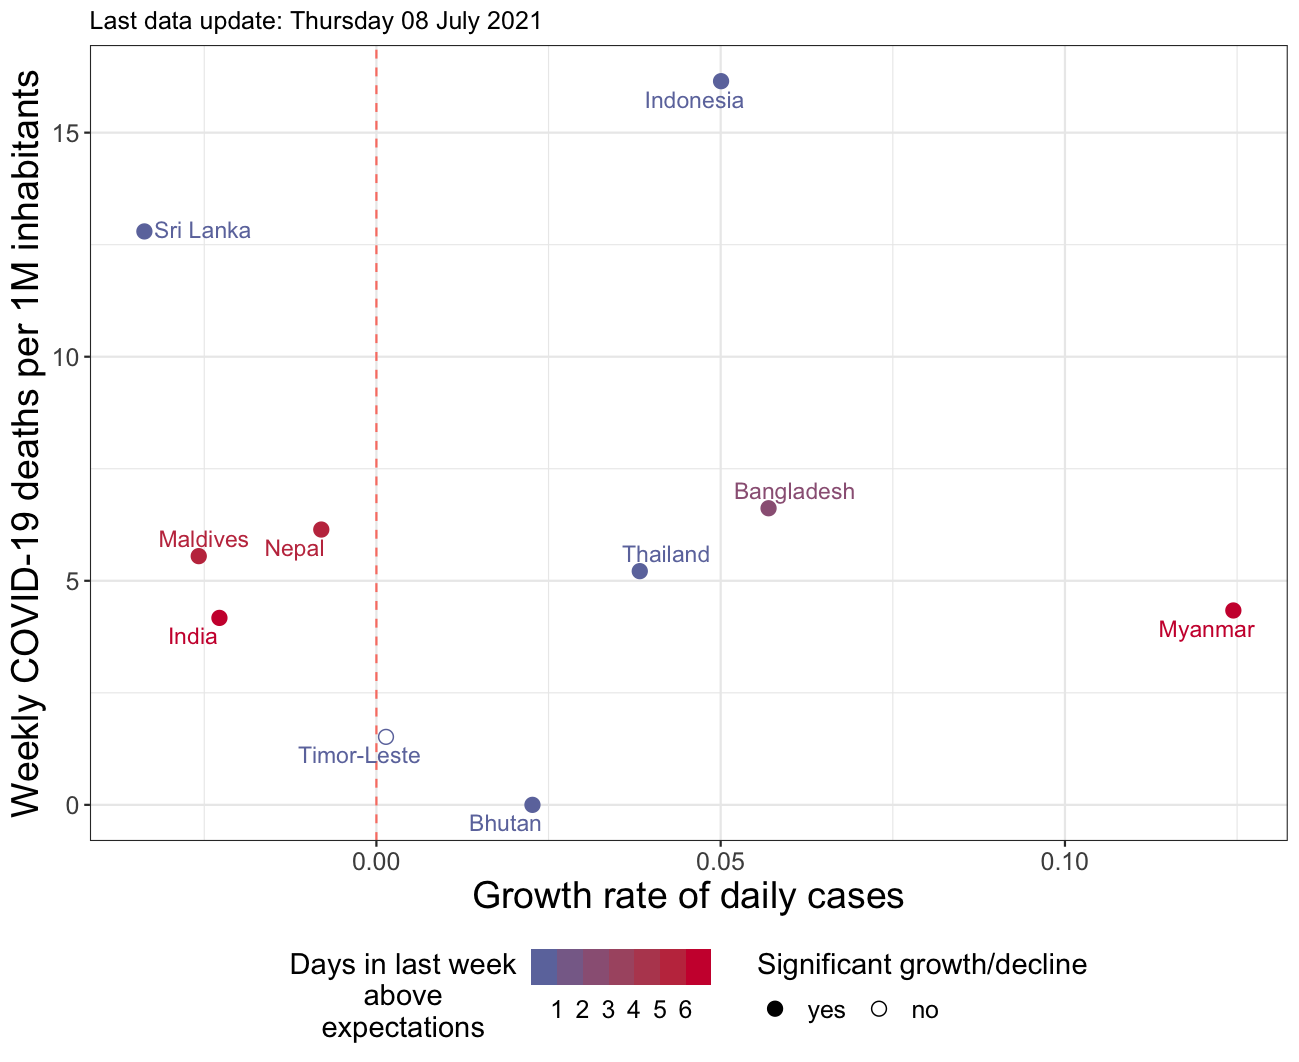 Last data update: Thursday 08 July 2021
Weekly COVID-19 deaths per 1M inhabitants
15
10
5
0
Indonesia
Sri Lanka
Bangladesh
Maldives
Nepal
Thailand
India
Myanmar
Timor-Leste
Bhutan
0.00
0.05
0.10
Growth rate of daily cases
Days in last week
above
expectations
1 2 3 4 5 6
Significant growth/decline
yes
no